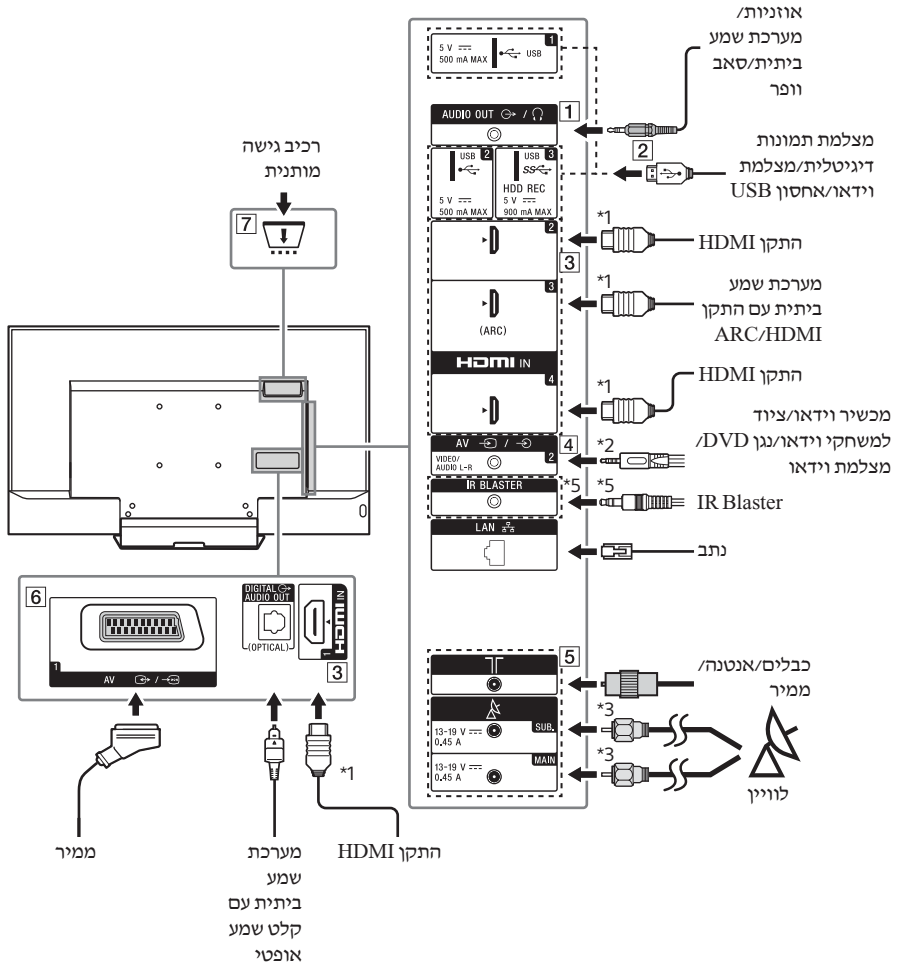 אוזניות/
מערכת שמע
ביתית/סאב
וופר
1
5 V
500 mA MAX
USB
AUDIO OUT /
1
2
מצלמת תמונות
דיגיטלית/מצלמת
וידאו/אחסון USB
USB 2
USB 3
SS
HDD REC
5 V
500 mA MAX
5 V
900 mA MAX
רכיב גישה
מותנית
7
2
*1
התקן HDMI
3
3
(ARC)
*1
מערכת שמע
ביתית עם התקן
ARC/HDMI
HDMI IN
4
*1
התקן HDMI
AV /
VIDEO/
AUDIO L-R
2
4
*2
מכשיר וידאו/ציוד
למשחקי וידאו/נגן DVD/
מצלמת וידאו
IR BLASTER
*5
*5
IR Blaster
LAN
נתב
5
כבלים/אנטנה/
ממיר
13-19 V
0.45 A
SUB.
*3
13-19 V
0.45 A
MAIN
*3
לוויין
6
1
AV /
DIGITAL
AUDIO OUT
(OPTICAL)
HDMI IN
1
3
*1
ממיר
מערכת
שמע
ביתית עם
קלט שמע
אופטי
התקן HDMI